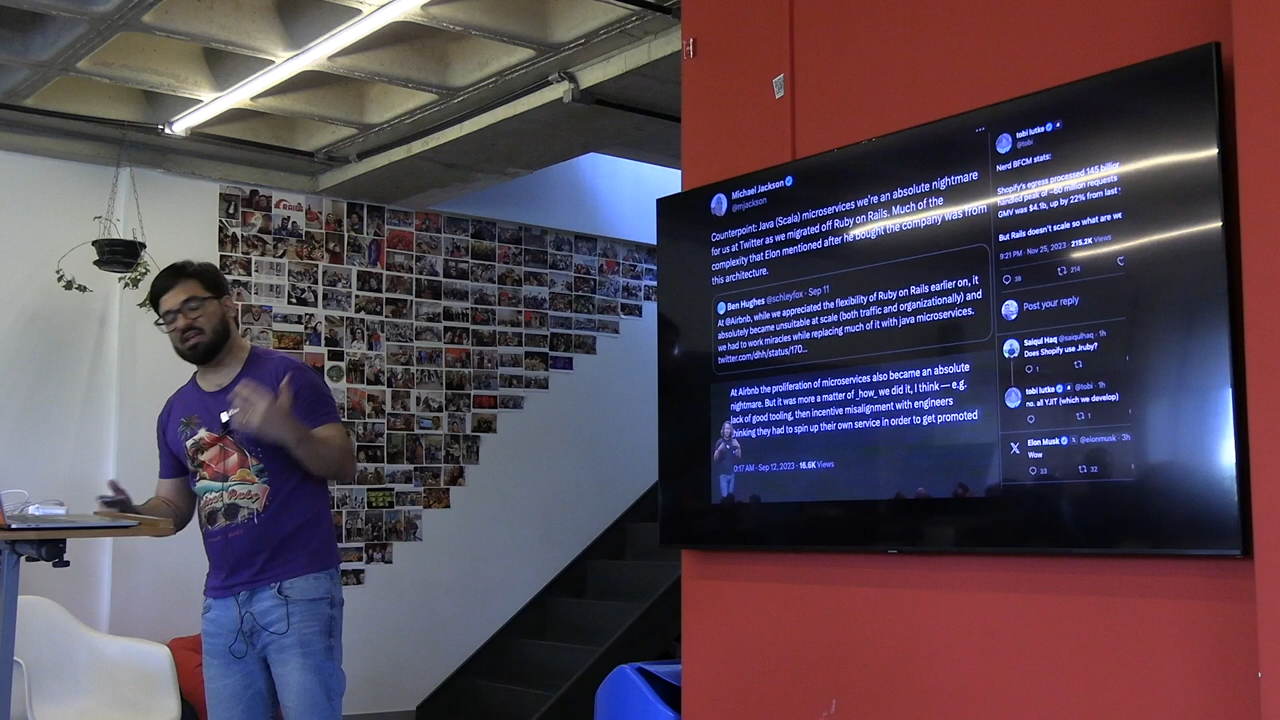 Michael Jackson
@mjackson
Counterpoint: Java (Scala) microservices we're an absolute nightmare
for us at Twitter as we migrated off Ruby on Rails. Much of the
complexity that Elon mentioned after he bought the company was from
this architecture.
Ben Hughes @schleyfox · Sep 11
At @Airbnb, while we appreciated the flexibility of Ruby on Rails earlier on, it
absolutely became unsuitable at scale (both traffic and organizationally) and
we had to work miracles while replacing much of it with java microservices.
twitter.com/dhh/status/170...
At Airbnb the proliferation of microservices also became an absolute
nightmare. But it was more a matter of _how_ we did it, I think — e.g.
lack of good tooling, then incentive misalignment with engineers
thinking they had to spin up their own service in order to get promoted
0:17 AM · Sep 12, 2023 · 16.6K Views
tobi lutke
@tobi
Nerd BFCM stats:
Shopify's egress processed 145 billion
handled peak of ~60 million requests
GMV was $4.1b, up by 22% from last
But Rails doesn't scale so what are we
9:21 PM · Nov 25, 2023 · 215.2K Views
39 214
Post your reply
Saiqul Haq @saiqulhaq · 1h
Does Shopify use Jruby?
1
tobi lutke @tobi · 1h
no. all YJIT (which we develop)
1
Elon Musk @elonmusk · 3h
Wow
33 32
Ruby